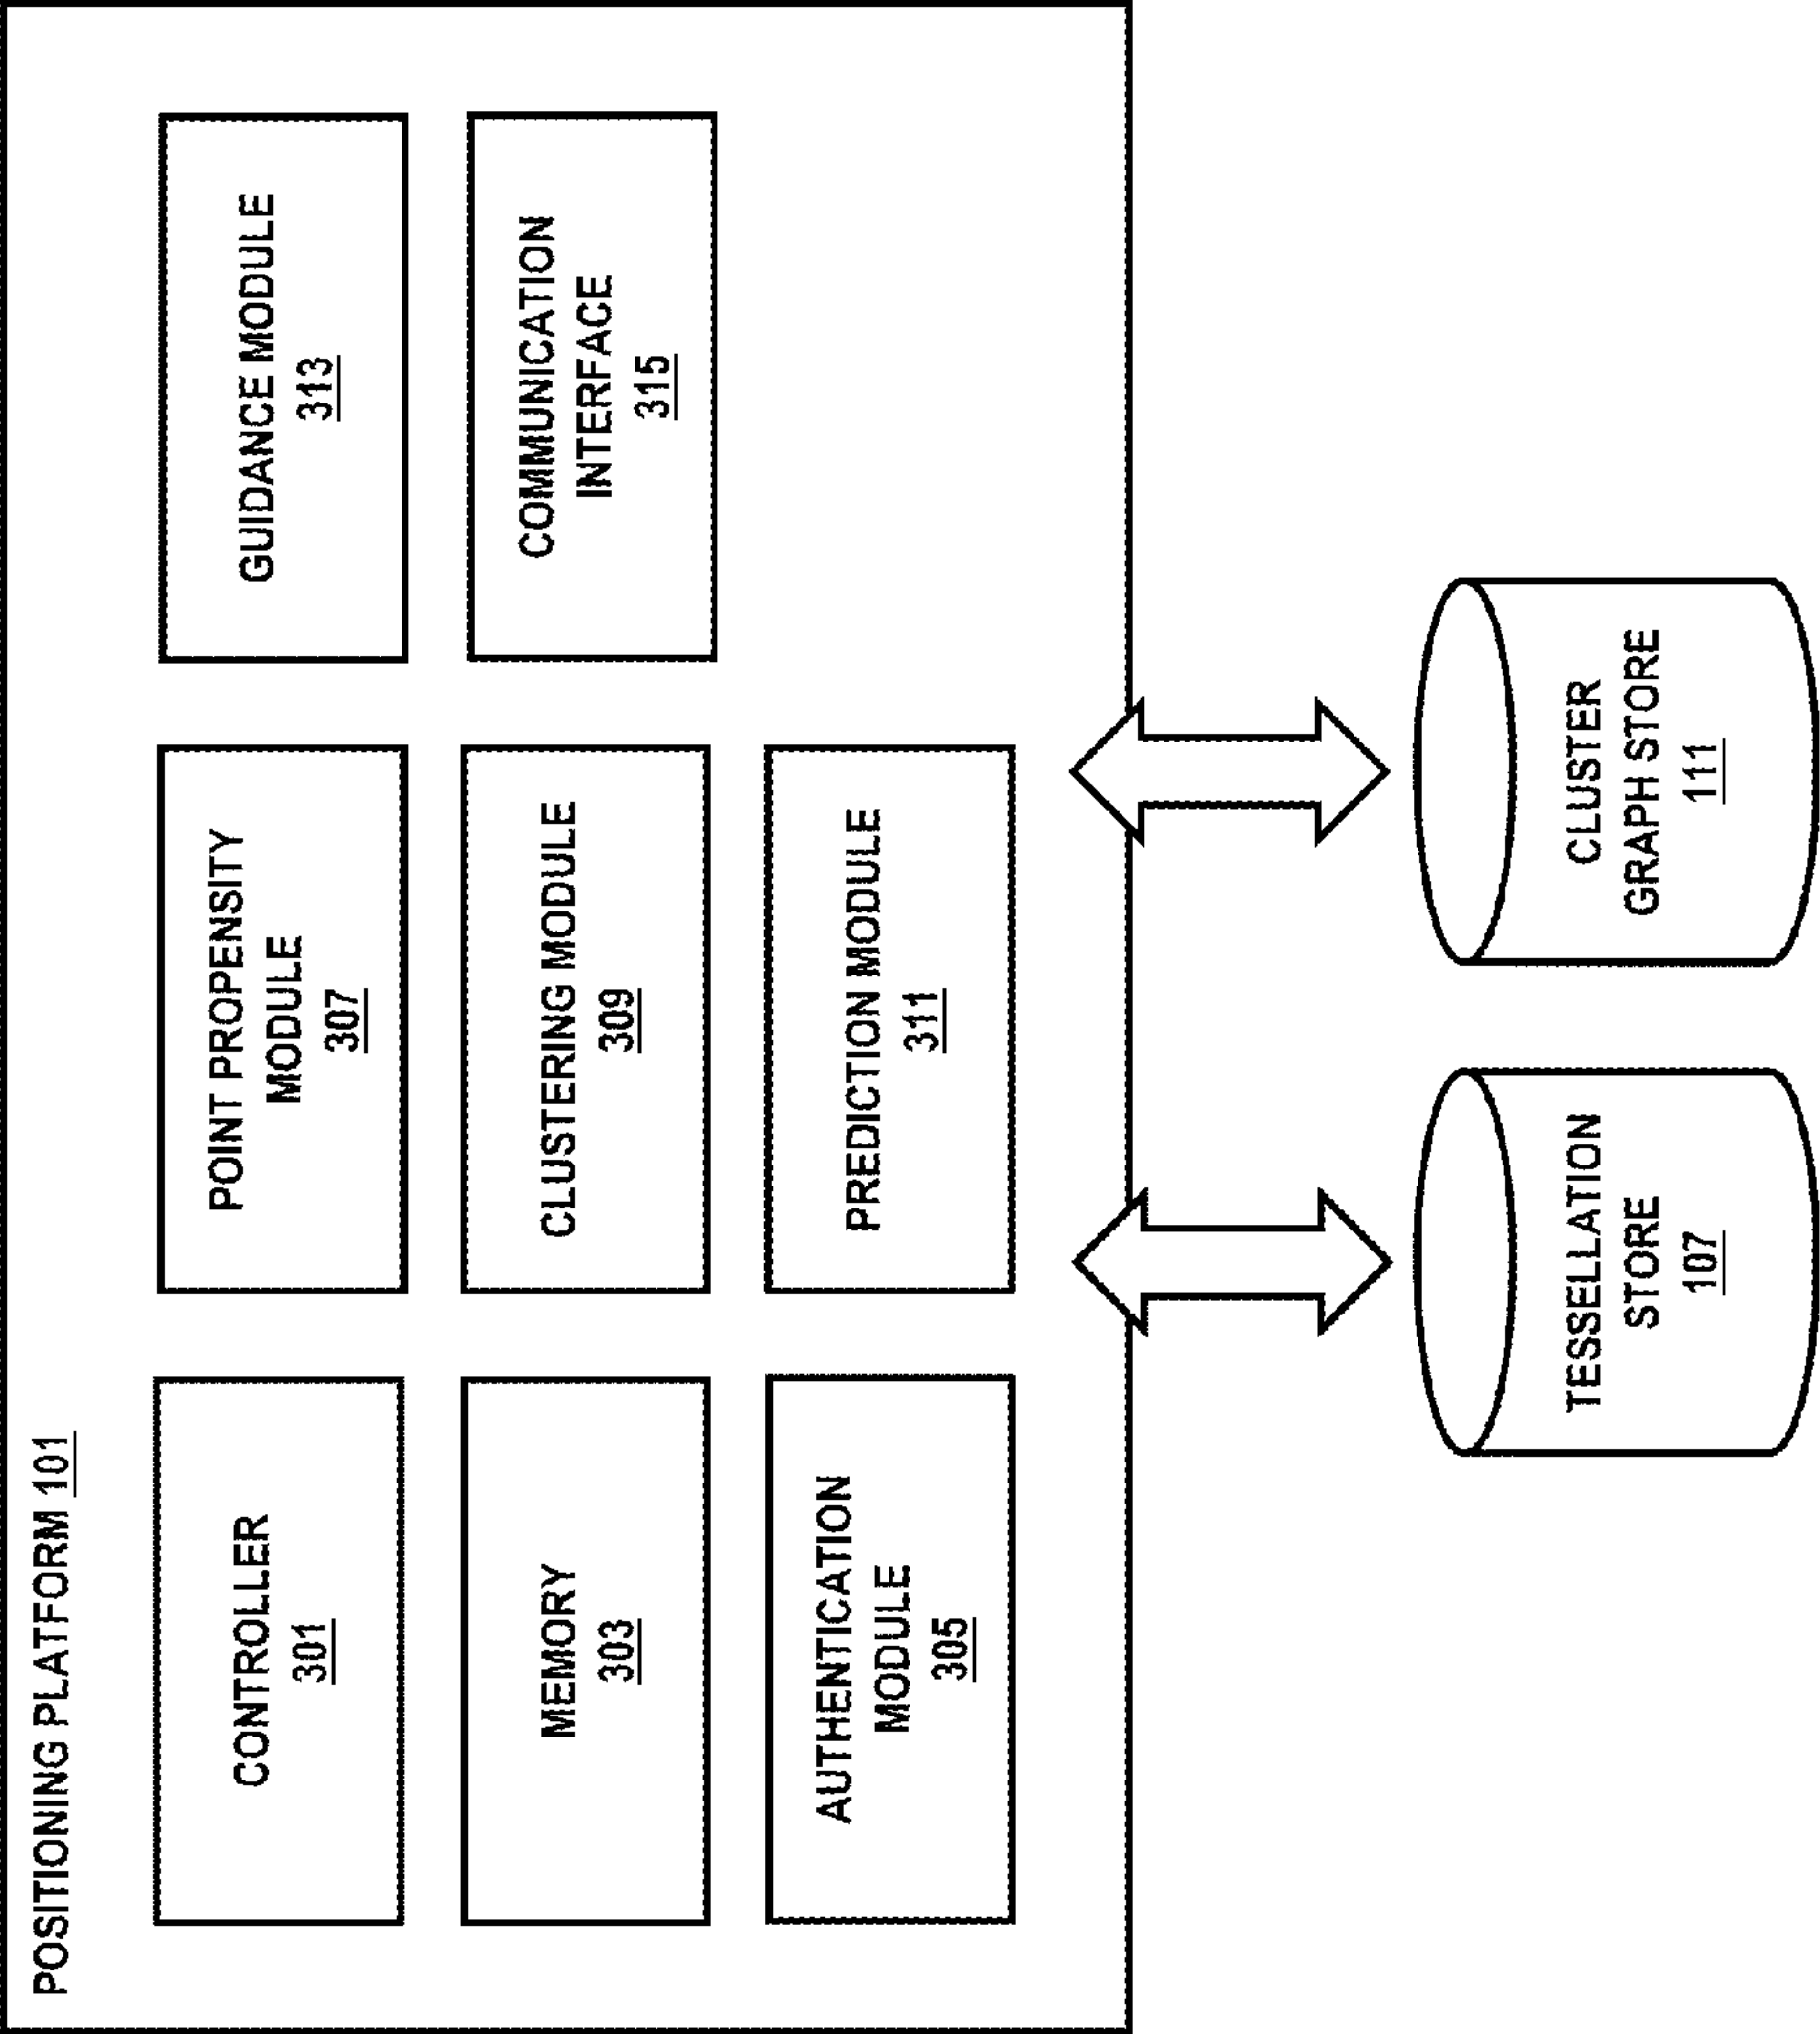 POSITIONING PLATFORM 101
CONTROLLER
301
MEMORY
303
AUTHENTICATION
MODULE
305
POINT PROPENSITY
MODULE
307
CLUSTERING MODULE
309
PREDICTION MODULE
311
GUIDANCE MODULE
313
COMMUNICATION
INTERFACE
315
TESSELLATION
STORE
107
CLUSTER
GRAPH STORE
111